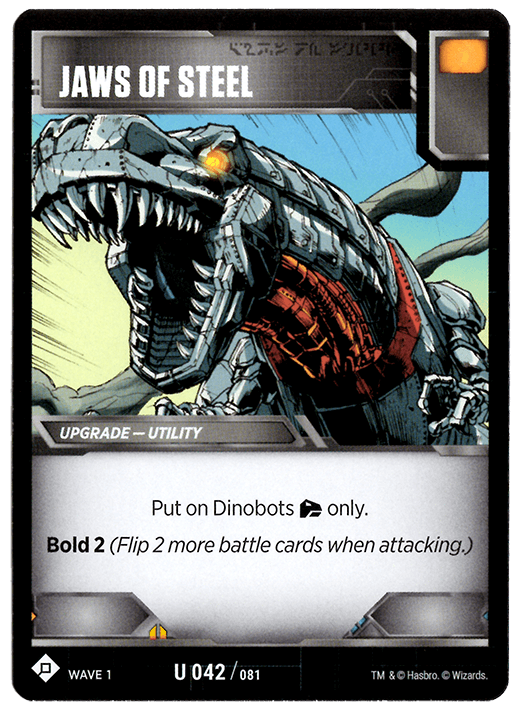 JAWS OF STEEL
UPGRADE — UTILITY
Put on Dinobots only.
Bold 2 (Flip 2 more battle cards when attacking.)
WAVE 1
U 042 / 081
TM & © Hasbro. © Wizards.